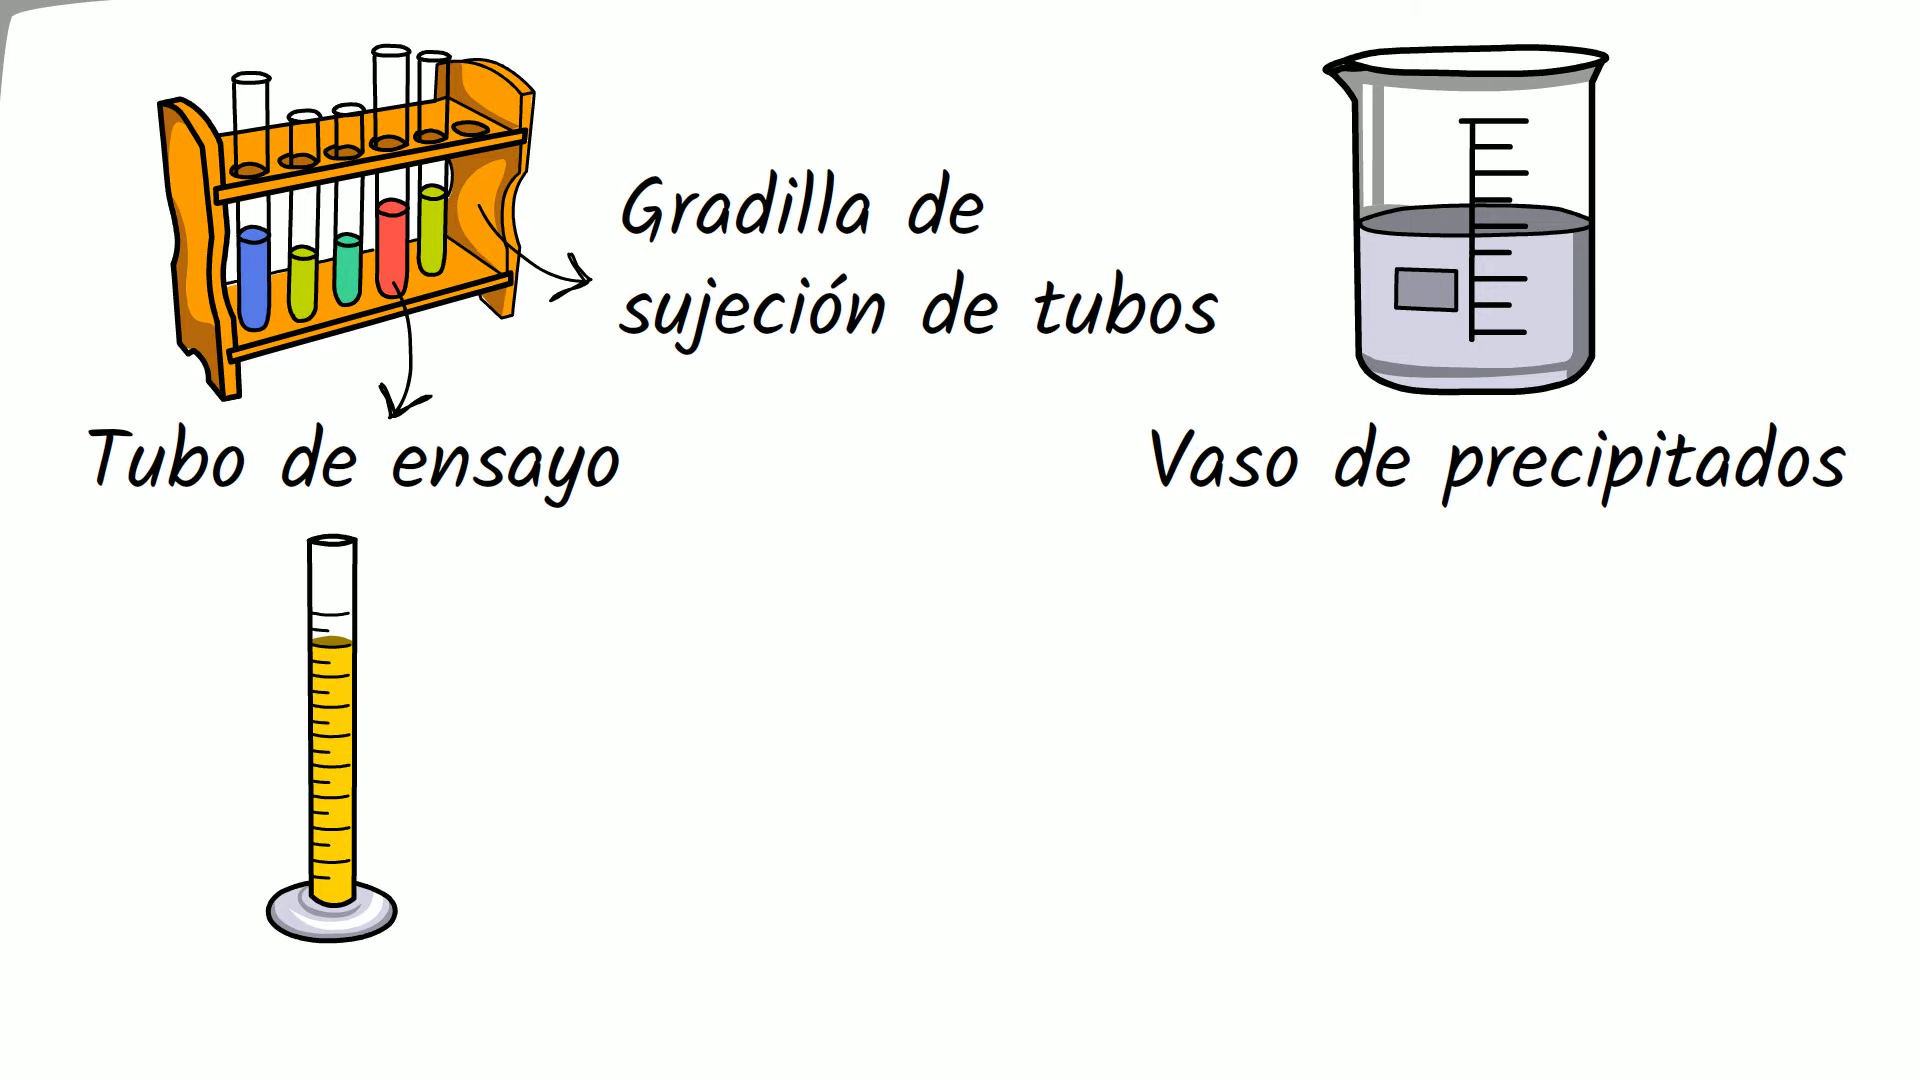 Gradilla de
sujeción de tubos
Tubo de ensayo
Vaso de precipitados